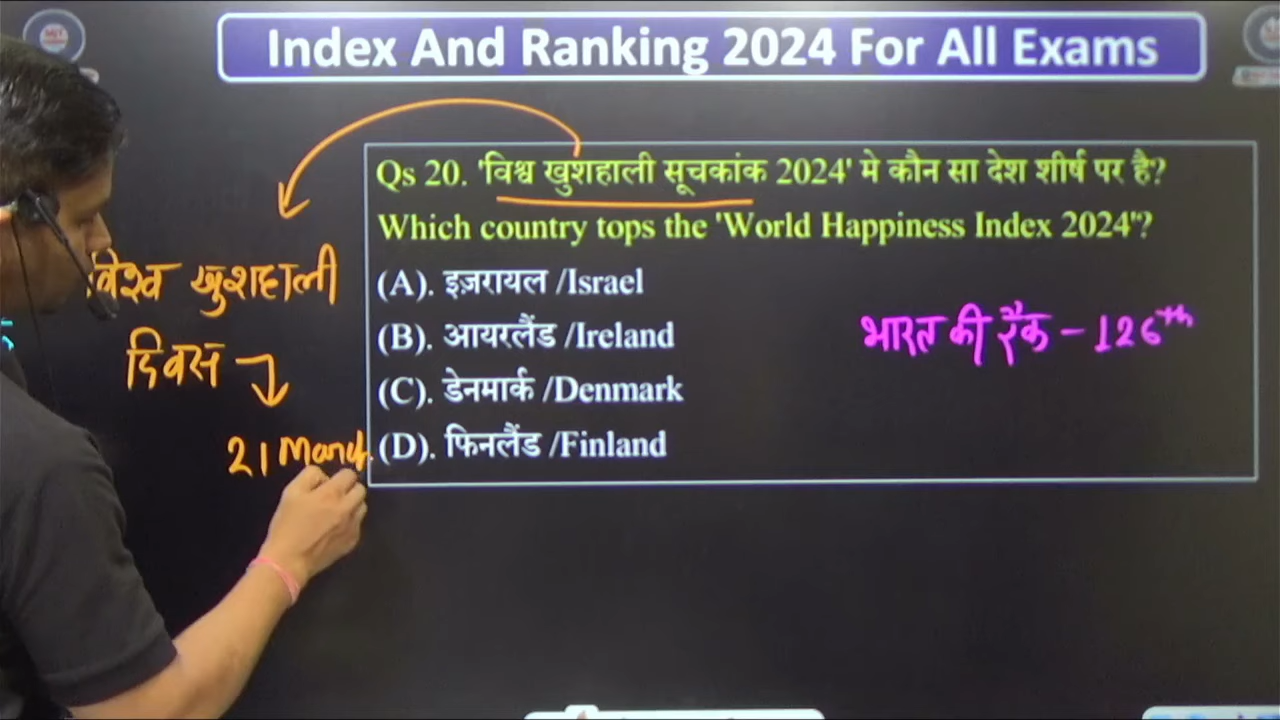 Index And Ranking 2024 For All Exams
Qs 20. 'विश्व खुशहाली सूचकांक 2024' मे कौन सा देश शीर्ष पर है?
Which country tops the 'World Happiness Index 2024'?
(A). इज़रायल /Israel
(B). आयरलैंड /Ireland
(C). डेनमार्क /Denmark
(D). फिनलैंड /Finland
विश्व खुशहाली
दिवस
21 March
भारत की रैंक – 126th